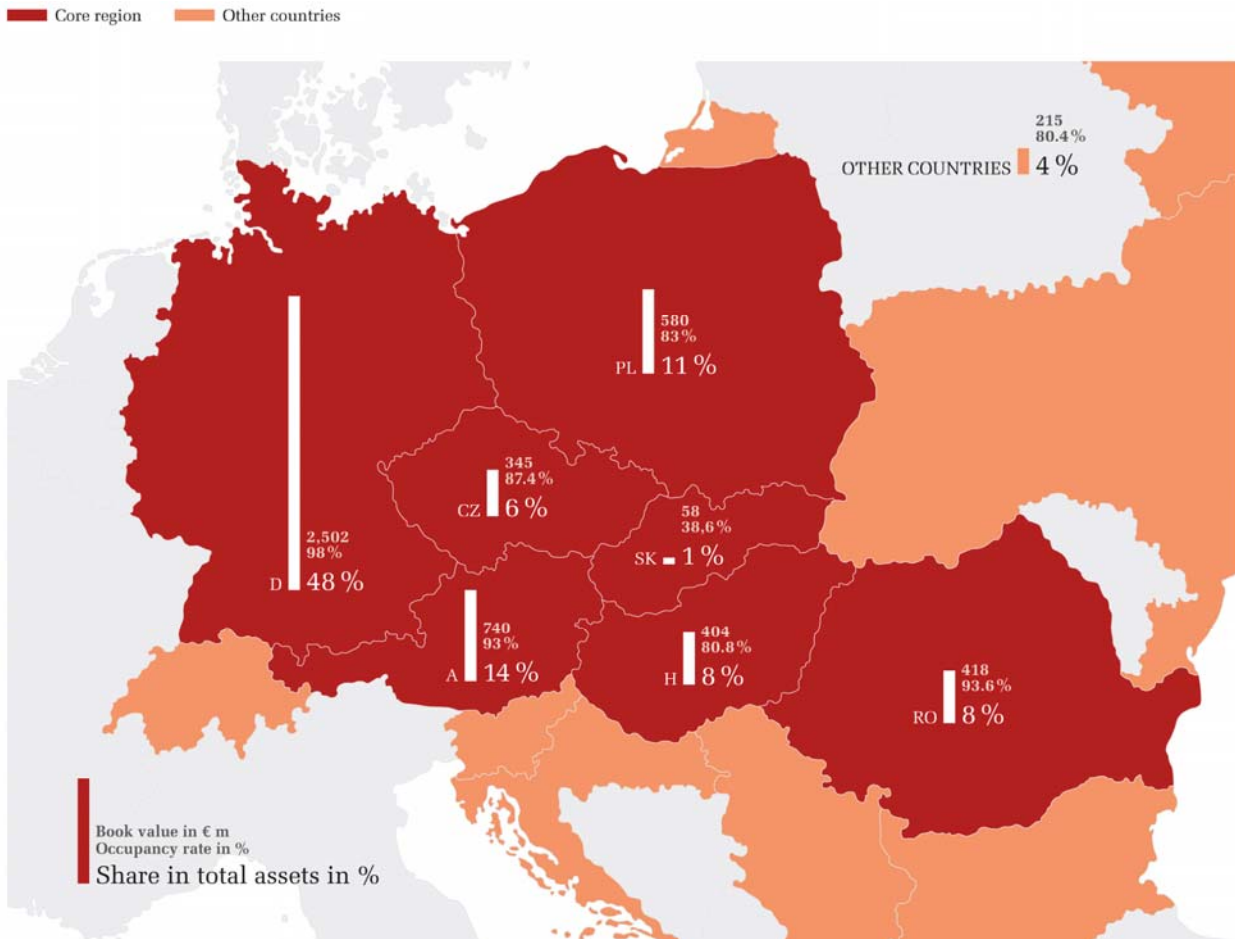 Core region
Other countries
215
80.4 %
OTHER COUNTRIES 4 %
580
83 %
PL 11 %
345
87.4 %
CZ 6 %
58
38,6 %
SK 1 %
2,502
98 %
D 48 %
740
93 %
A 14 %
404
80.8 %
H 8 %
418
93.6 %
RO 8 %
Book value in € m
Occupancy rate in %
Share in total assets in %